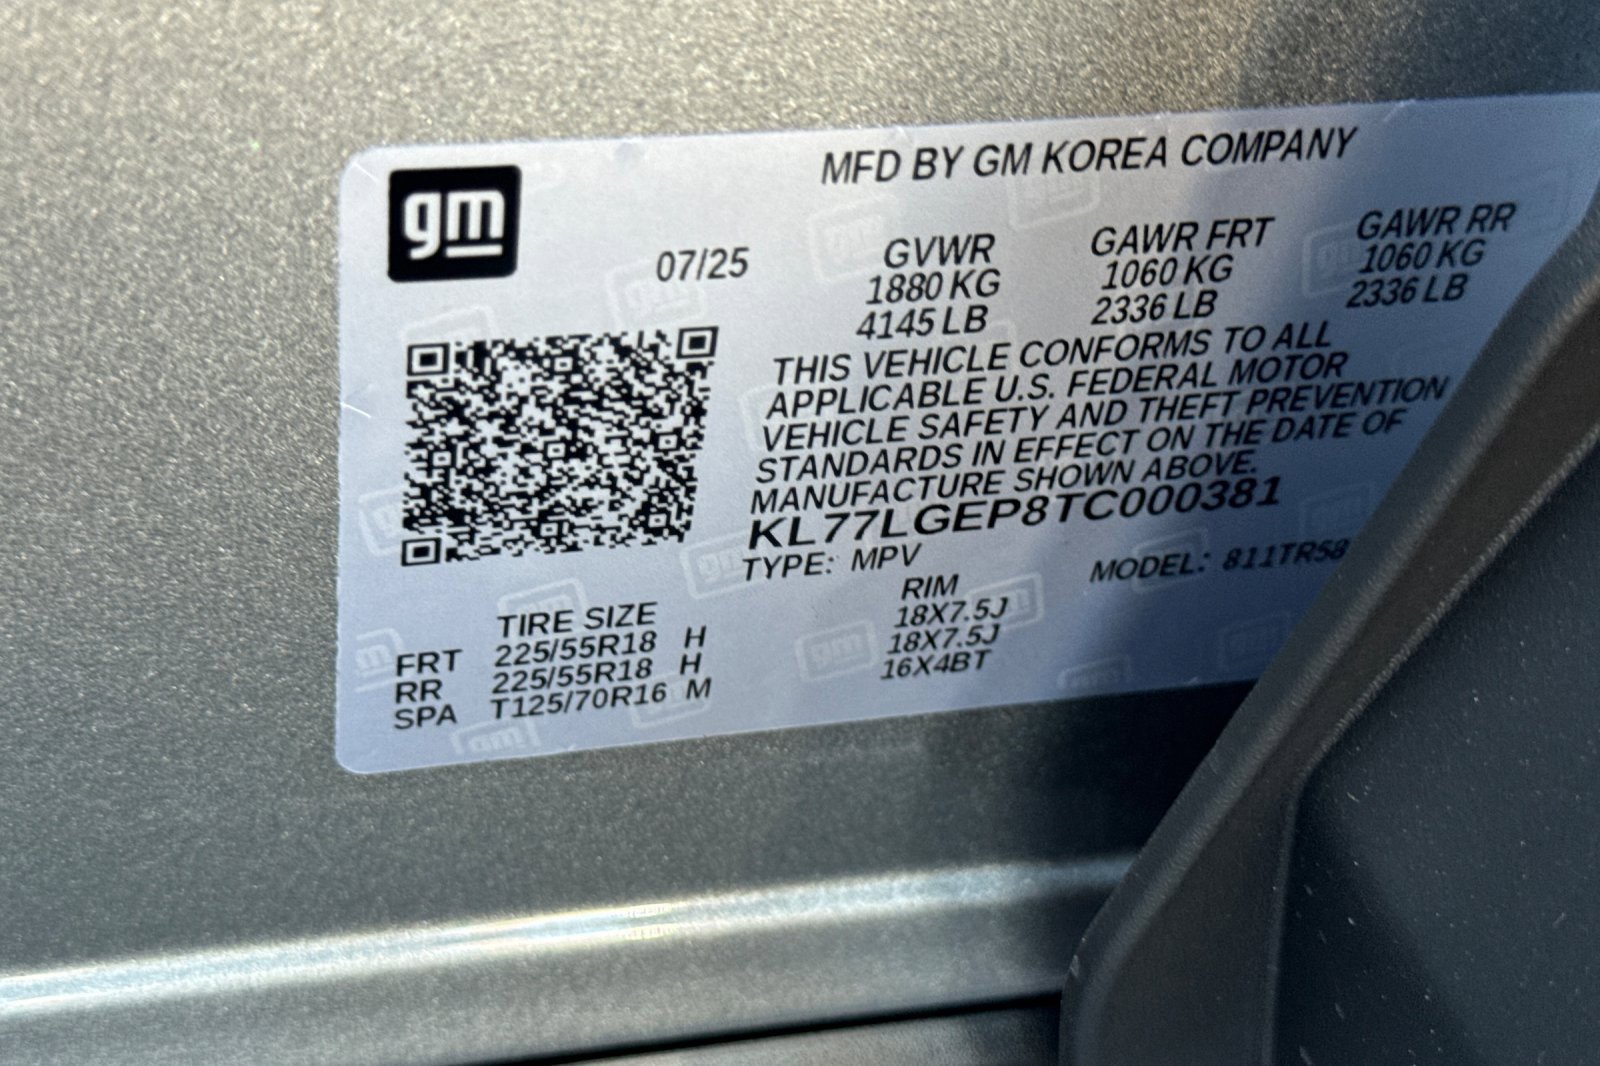 gm
MFD BY GM KOREA COMPANY
07/25
GVWR GAWR FRT GAWR RR
1880 KG 1060 KG 1060 KG
4145 LB 2336 LB 2336 LB
THIS VEHICLE CONFORMS TO ALL
APPLICABLE U.S. FEDERAL MOTOR
VEHICLE SAFETY AND THEFT PREVENTION
STANDARDS IN EFFECT ON THE DATE OF
MANUFACTURE SHOWN ABOVE.
KL77LGEP8TC000381
TYPE: MPV MODEL: 811TR58
TIRE SIZE RIM
FRT 225/55R18 H 18X7.5J
RR 225/55R18 H 18X7.5J
SPA T125/70R16 M 16X4BT